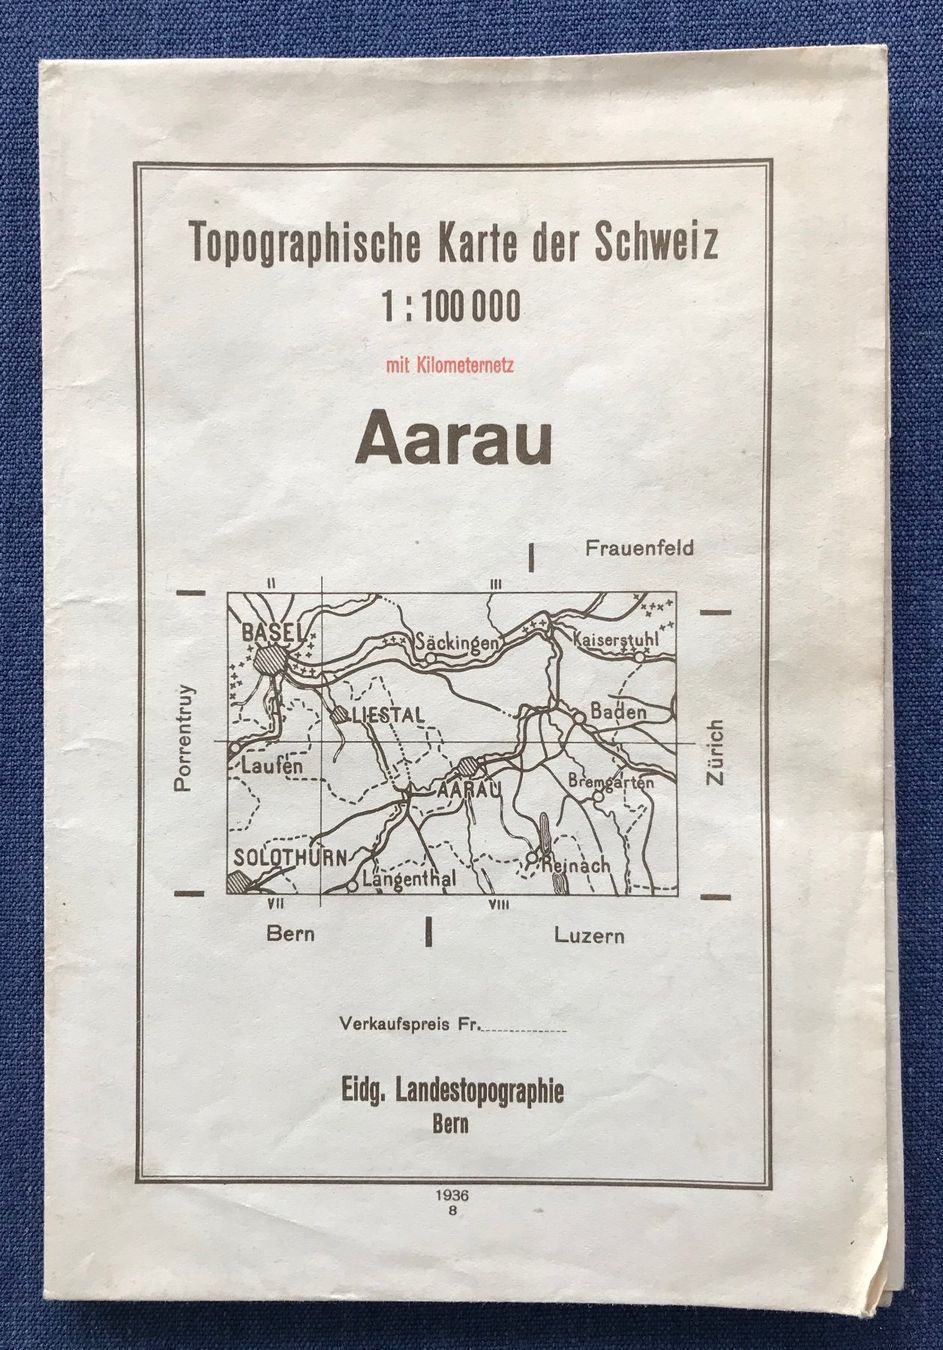 Topographische Karte der Schweiz
1 : 100 000
mit Kilometernetz
Aarau
Frauenfeld
II
III
BASEL
Säckingen
Kaiserstuhl
Porrentruy
LIESTAL
Baden
Zürich
Laufen
AARAU
Bremgarten
SOLOTHURN
Langenthal
Reinach
VII
VIII
Bern
Luzern
Verkaufspreis Fr.
Eidg. Landestopographie
Bern
1936
8